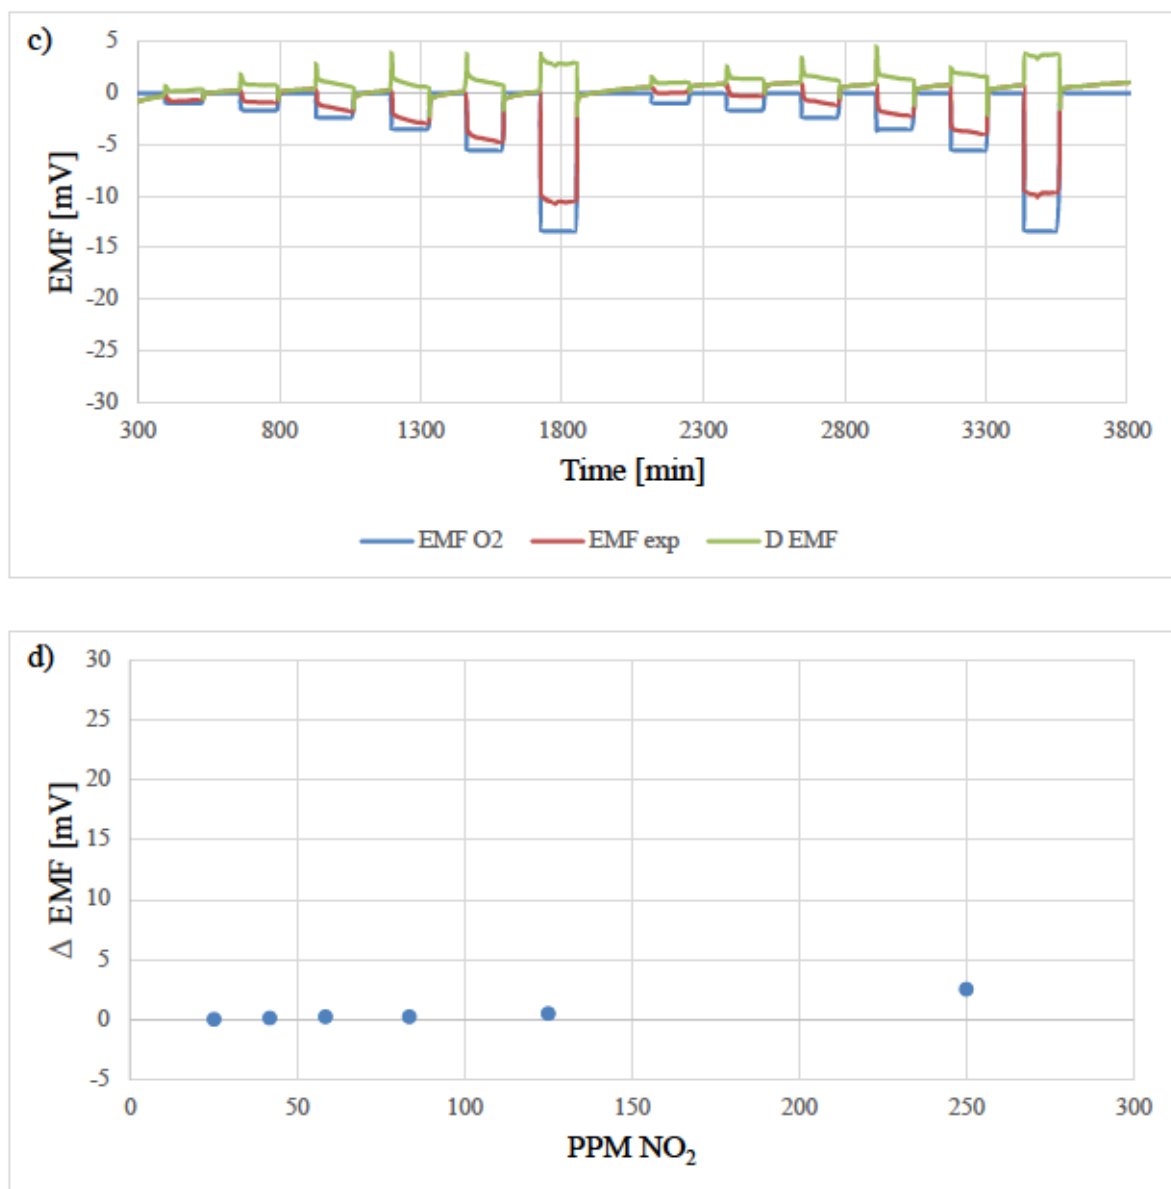 c)
5
0
-5
-10
-15
-20
-25
-30
EMF [mV]
300 800 1300 1800 2300 2800 3300 3800
Time [min]
EMF O2 EMF exp D EMF
d)
30
25
20
15
10
5
0
-5
Δ EMF [mV]
0 50 100 150 200 250 300
PPM NO₂